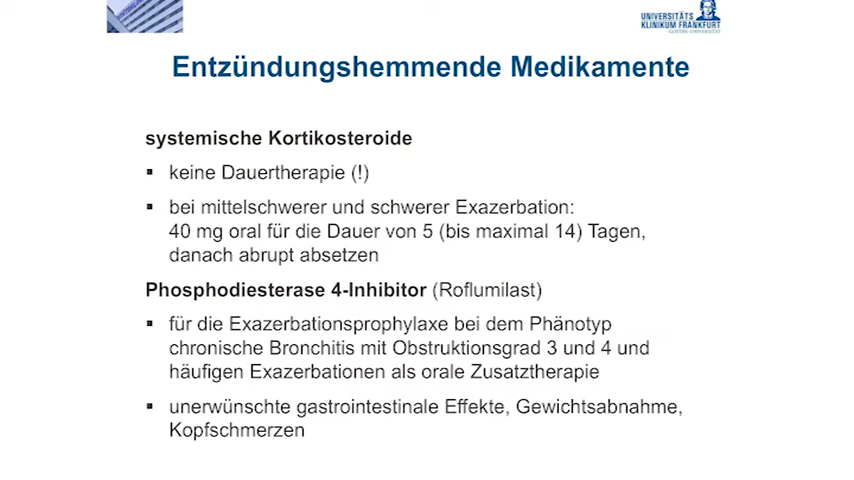 UNIVERSITÄTS
KLINIKUM FRANKFURT
GOETHE-UNIVERSITÄT
Entzündungshemmende Medikamente
systemische Kortikosteroide
▪ keine Dauertherapie (!)
▪ bei mittelschwerer und schwerer Exazerbation:
40 mg oral für die Dauer von 5 (bis maximal 14) Tagen,
danach abrupt absetzen
Phosphodiesterase 4-Inhibitor (Roflumilast)
▪ für die Exazerbationsprophylaxe bei dem Phänotyp
chronische Bronchitis mit Obstruktionsgrad 3 und 4 und
häufigen Exazerbationen als orale Zusatztherapie
▪ unerwünschte gastrointestinale Effekte, Gewichtsabnahme,
Kopfschmerzen